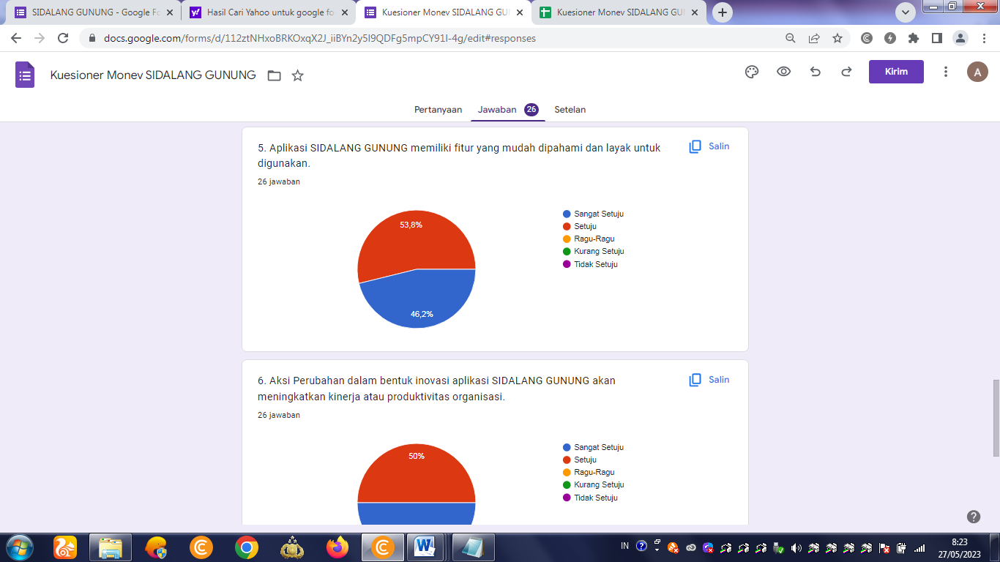 SIDALANG GUNUNG - Google Fo
Hasil Cari Yahoo untuk google fo
Kuesioner Monev SIDALANG GU
Kuesioner Monev SIDALANG GU
docs.google.com/forms/d/112ztNHxoBRKOxqX2J_iiBYn2y5l9QDFg5mpCY91I-4g/edit#responses
Kuesioner Monev SIDALANG GUNUNG
Kirim
A
Pertanyaan
Jawaban 26
Setelan
5. Aplikasi SIDALANG GUNUNG memiliki fitur yang mudah dipahami dan layak untuk
digunakan.
Salin
26 jawaban
53,8%
46,2%
Sangat Setuju
Setuju
Ragu-Ragu
Kurang Setuju
Tidak Setuju
6. Aksi Perubahan dalam bentuk inovasi aplikasi SIDALANG GUNUNG akan
meningkatkan kinerja atau produktivitas organisasi.
Salin
26 jawaban
50%
Sangat Setuju
Setuju
Ragu-Ragu
Kurang Setuju
Tidak Setuju
IN
8:23
27/05/2023